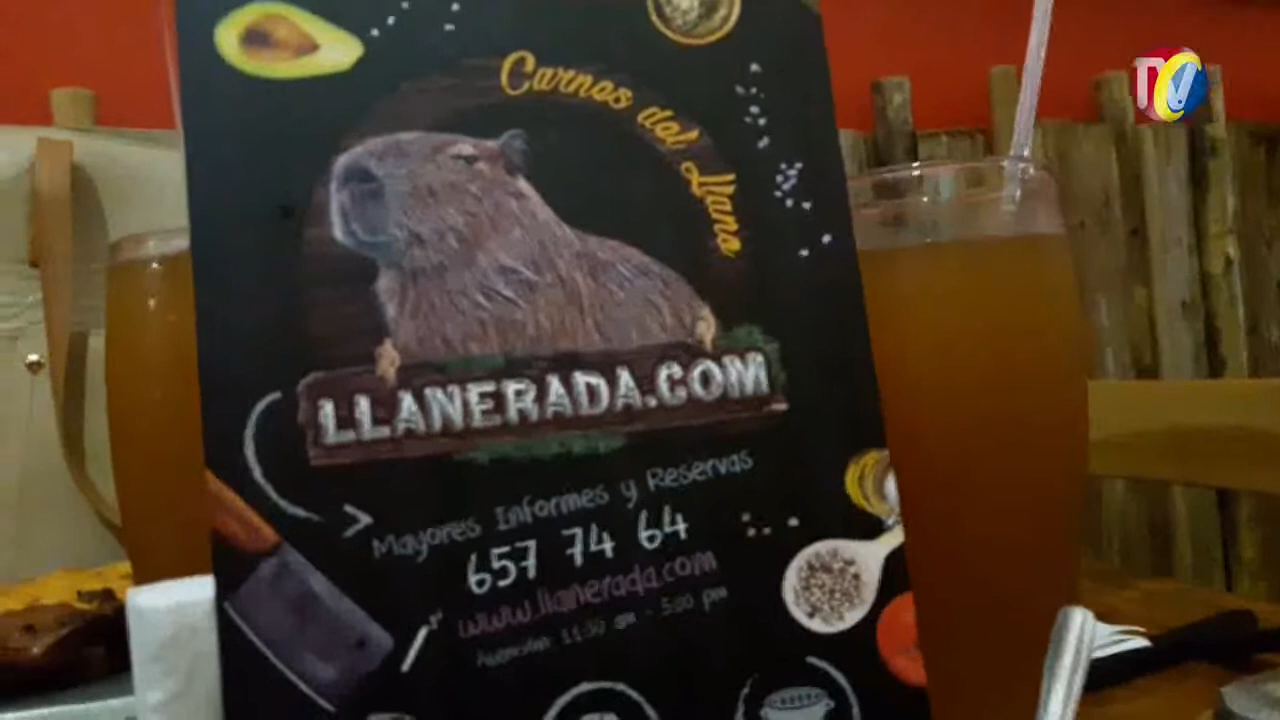 TVC!
Carnes del Llano
LLANERADA.COM
Mayores Informes y Reservas
657 74 64
www.llanerada.com
Atención 11:30 am - 5:00 pm